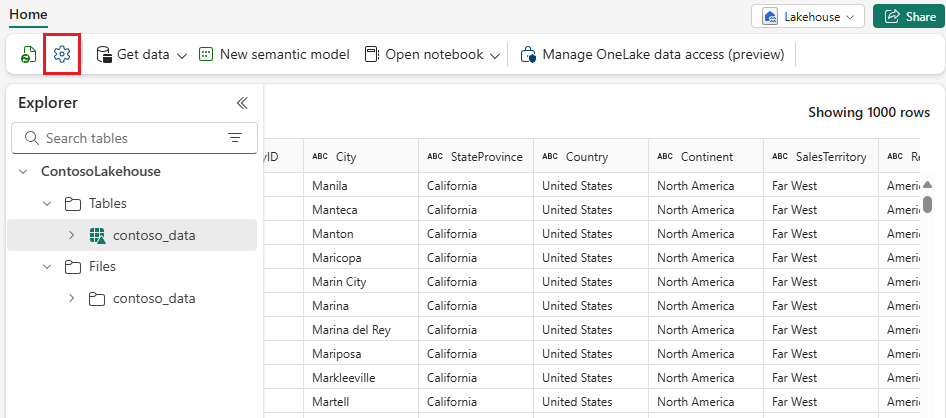 Home Lakehouse Share
Get data New semantic model Open notebook Manage OneLake data access (preview)
Explorer
Search tables
ContosoLakehouse
Tables
contoso_data
Files
contoso_data
Showing 1000 rows
yID ABC City ABC StateProvince ABC Country ABC Continent ABC SalesTerritory ABC Re
Manila California United States North America Far West Ameri
Manteca California United States North America Far West Ameri
Manton California United States North America Far West Ameri
Maricopa California United States North America Far West Ameri
Marin City California United States North America Far West Ameri
Marina California United States North America Far West Ameri
Marina del Rey California United States North America Far West Ameri
Mariposa California United States North America Far West Ameri
Markleeville California United States North America Far West Ameri
Martell California United States North America Far West Ameri